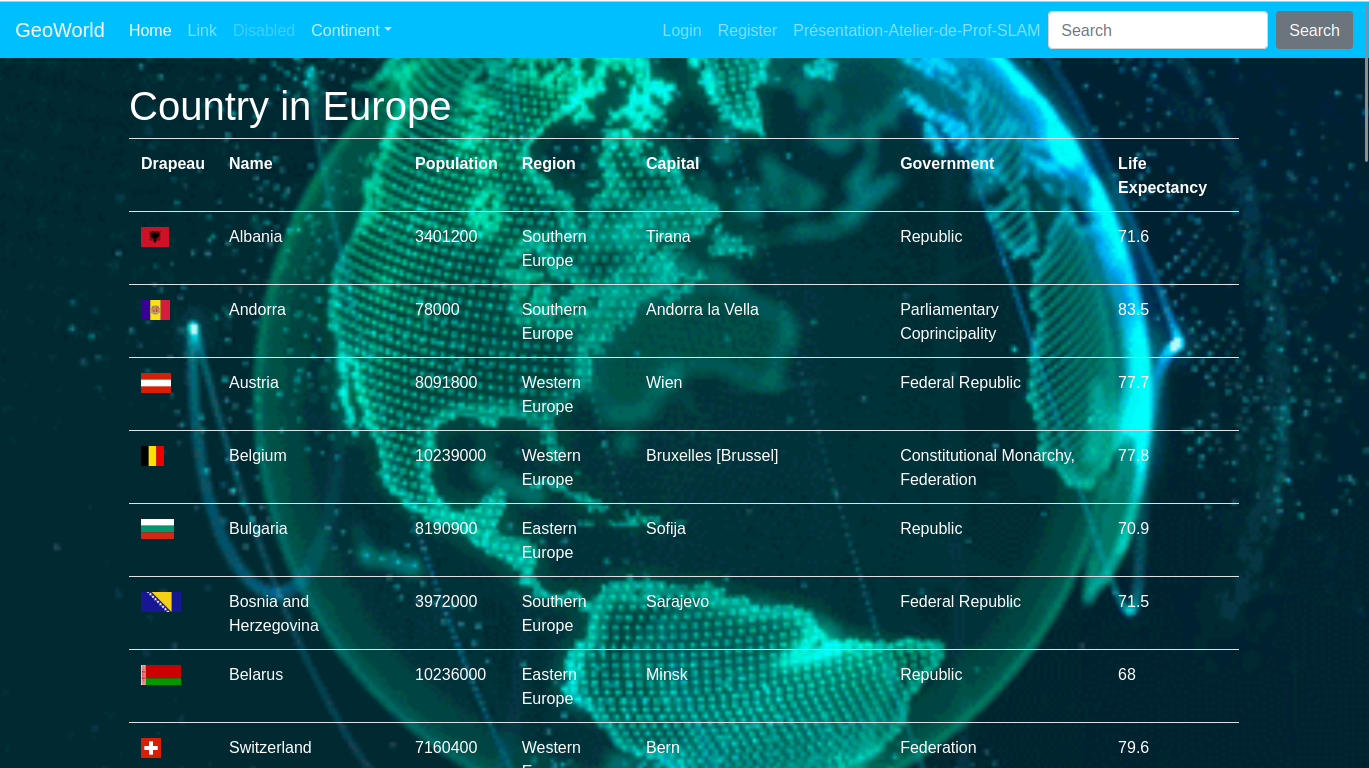 GeoWorld Home Link Disabled Continent Login Register Présentation-Atelier-de-Prof-SLAM Search Search
Country in Europe
Drapeau Name Population Region Capital Government Life
Expectancy
Albania 3401200 Southern Tirana Republic 71.6
Europe
Andorra 78000 Southern Andorra la Vella Parliamentary 83.5
Europe Coprincipality
Austria 8091800 Western Wien Federal Republic 77.7
Europe
Belgium 10239000 Western Bruxelles [Brussel] Constitutional Monarchy, 77.8
Europe Federation
Bulgaria 8190900 Eastern Sofija Republic 70.9
Europe
Bosnia and 3972000 Southern Sarajevo Federal Republic 71.5
Herzegovina Europe
Belarus 10236000 Eastern Minsk Republic 68
Europe
Switzerland 7160400 Western Bern Federation 79.6